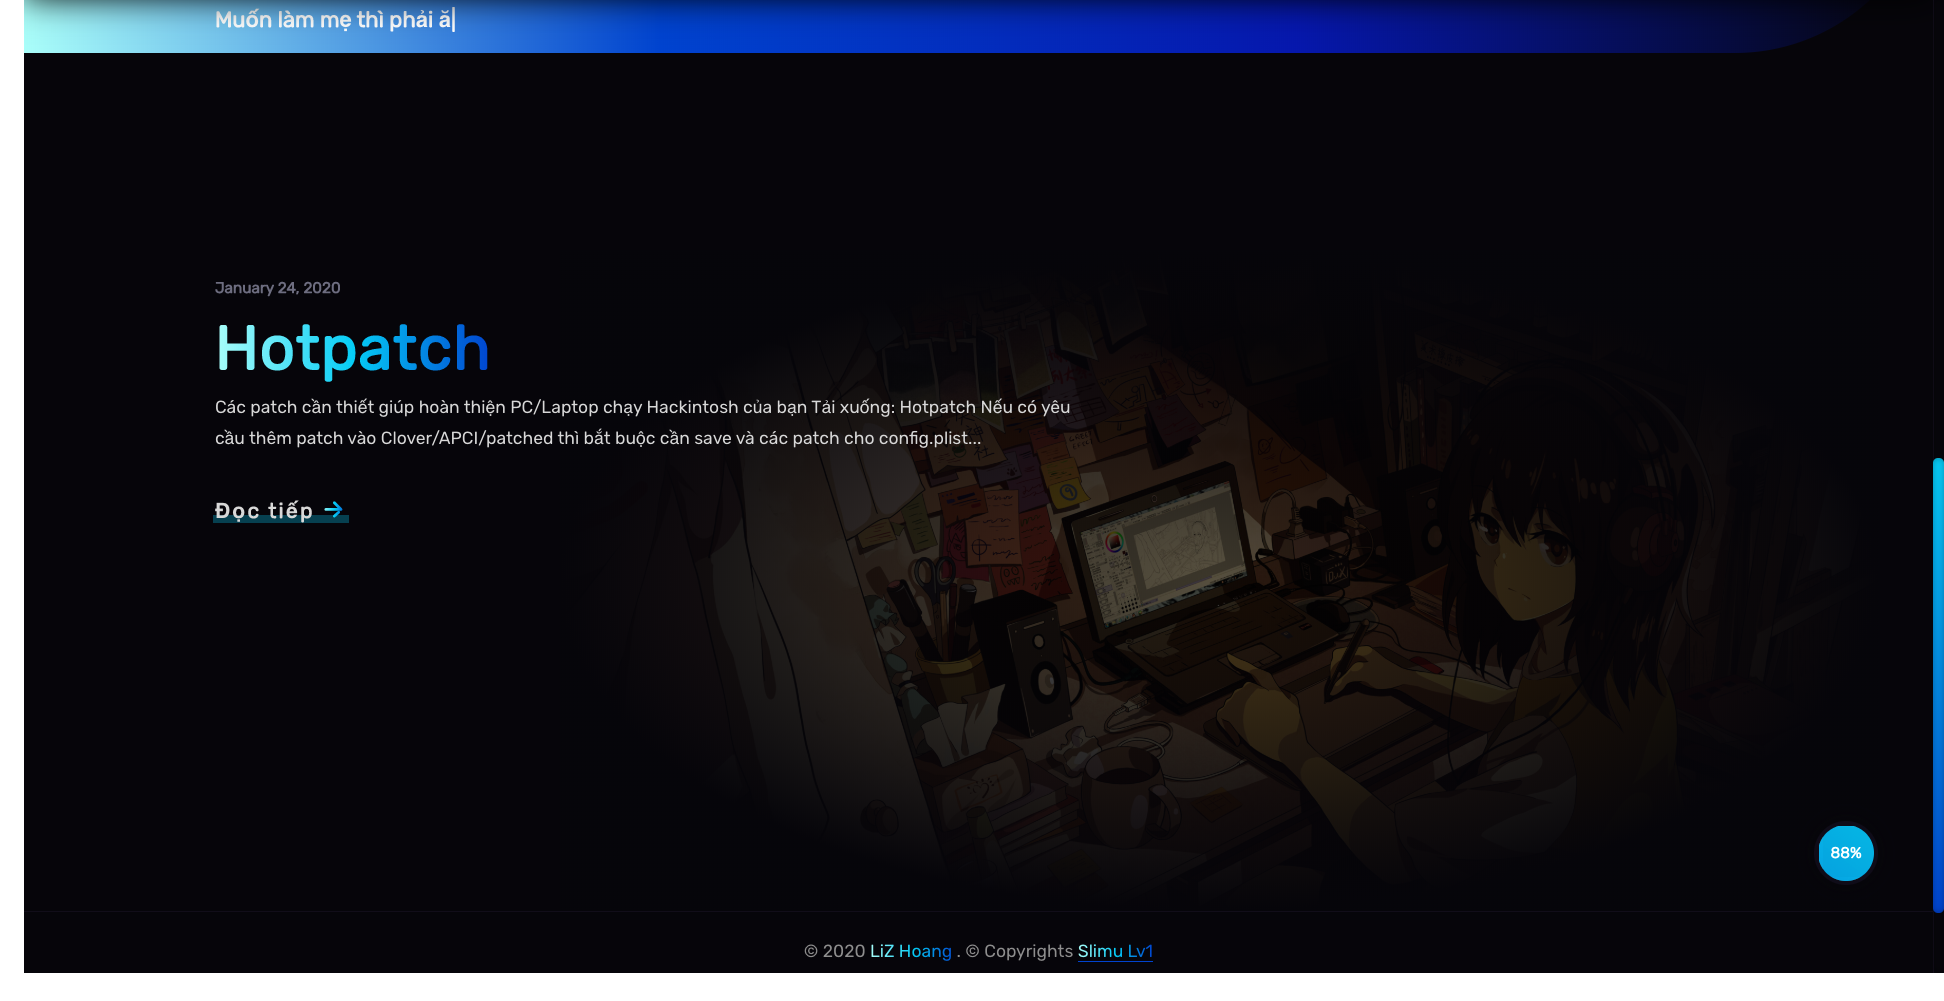 Muốn làm mẹ thì phải ă
January 24, 2020
Hotpatch
Các patch cần thiết giúp hoàn thiện PC/Laptop chạy Hackintosh của bạn Tải xuống: Hotpatch Nếu có yêu
cầu thêm patch vào Clover/APCI/patched thì bắt buộc cần save và các patch cho config.plist...
Đọc tiếp
88%
© 2020 LiZ Hoang . © Copyrights Slimu Lv1